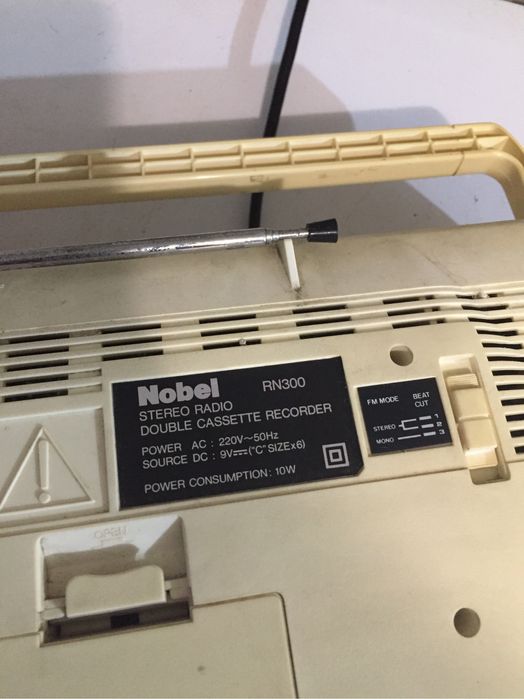 Nobel RN300
STEREO RADIO
DOUBLE CASSETTE RECORDER
POWER AC : 220V~50Hz
SOURCE DC : 9V⎓("C"SIZEx6)
POWER CONSUMPTION: 10W
FM MODE BEAT
CUT
STEREO 1
2
MONO 3
OPEN